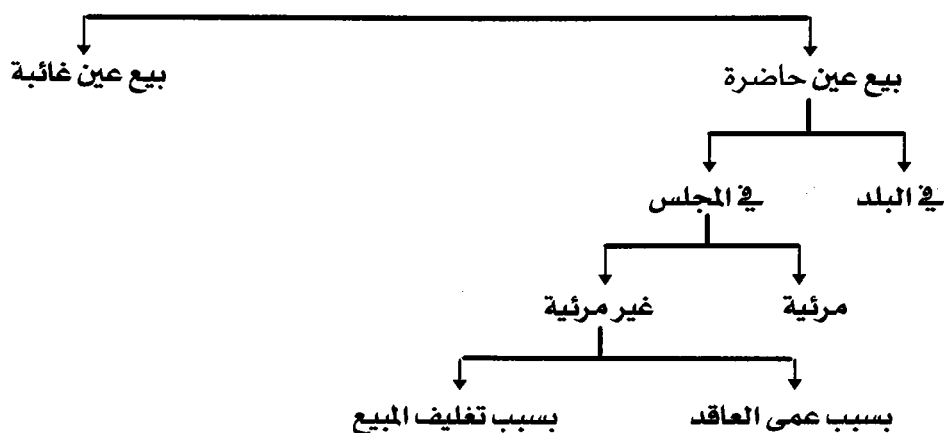 بيع عين حاضرة
بيع عين غائبة
في البلد
في المجلس
مرئية
غير مرئية
بسبب عمى العاقد
بسبب تغليف المبيع